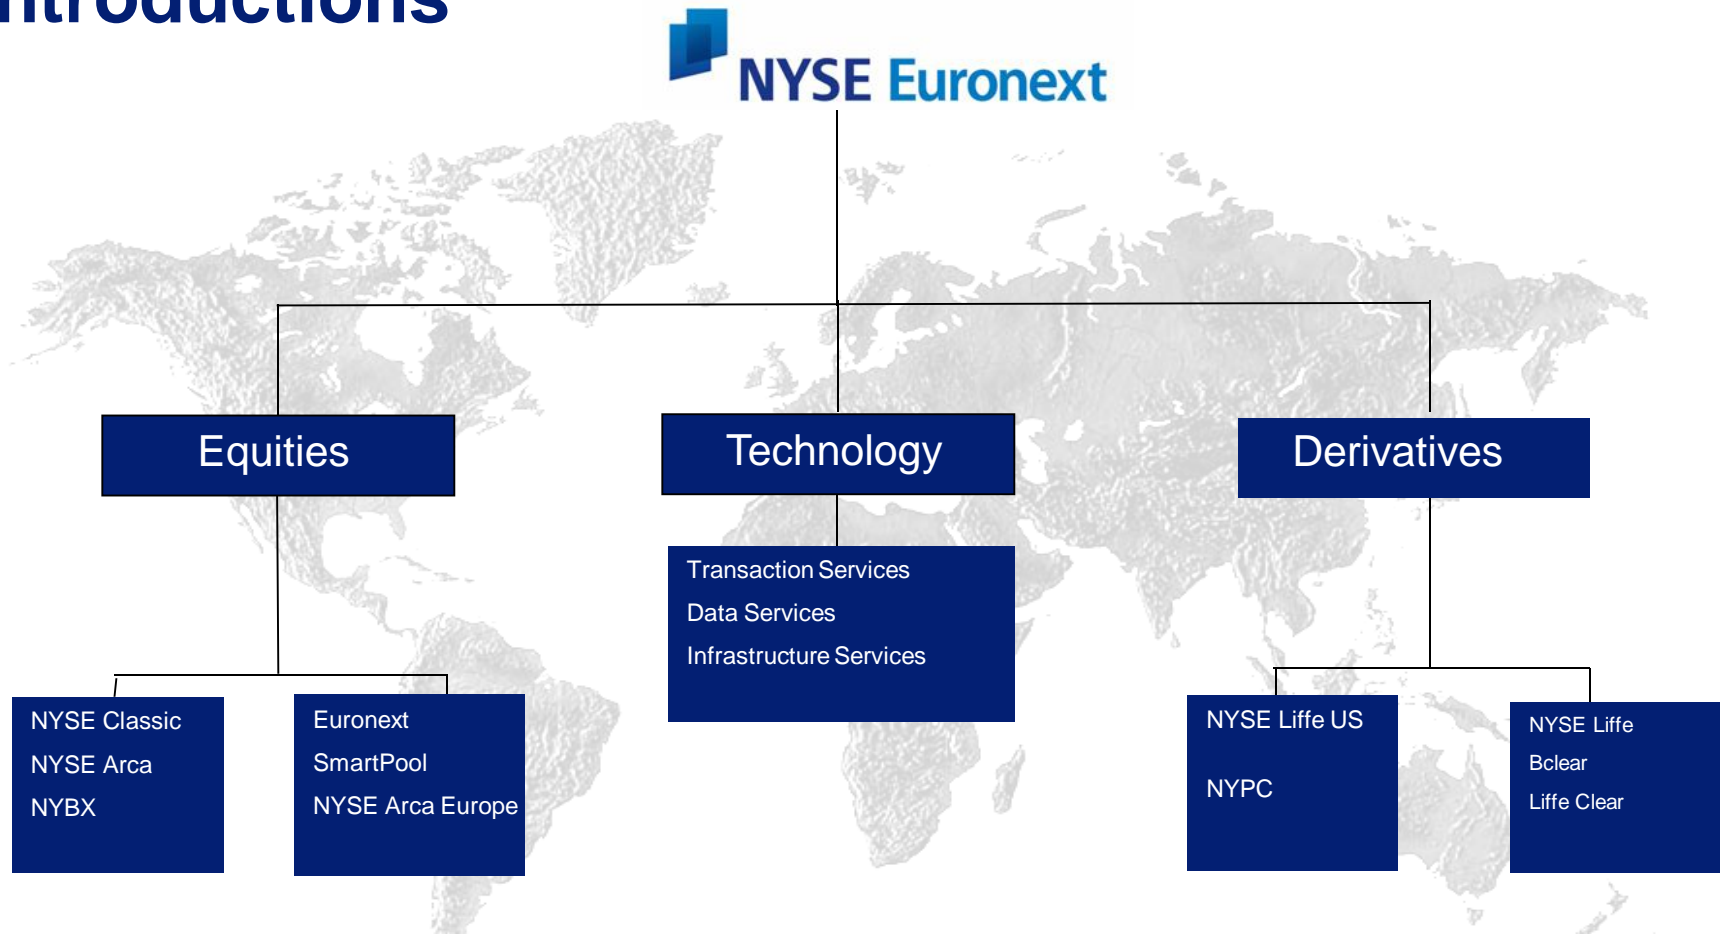 ntroductions
NYSE Euronext
Equities
Technology
Derivatives
Transaction Services
Data Services
Infrastructure Services
NYSE Classic
NYSE Arca
NYBX
Euronext
SmartPool
NYSE Arca Europe
NYSE Liffe US
NYPC
NYSE Liffe
Bclear
Liffe Clear